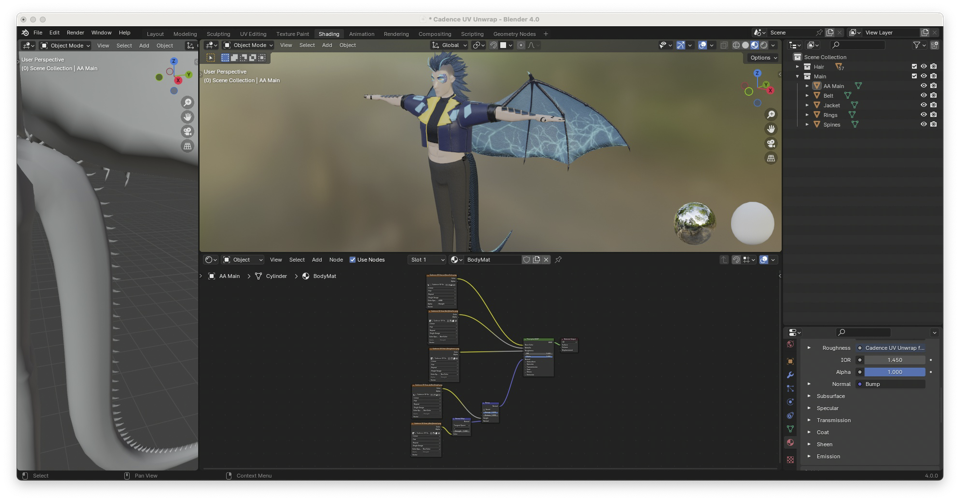 * Cadence UV Unwrap - Blender 4.0
File Edit Render Window Help Layout Modeling Sculpting UV Editing Texture Paint Shading Animation Rendering Compositing Geometry Nodes Scene View Layer
Object Mode View Select Add Object
Object Mode View Select Add Object Global
Options
User Perspective
(0) Scene Collection | AA Main
User Perspective
(0) Scene Collection | AA Main
Z
Y
X
Scene Collection
Hair
Main
AA Main
Belt
Jacket
Rings
Spines
Object View Select Add Node Use Nodes Slot 1 BodyMat
AA Main > Cylinder > BodyMat
Roughness Cadence UV Unwrap f...
IOR 1.450
Alpha 1.000
Normal Bump
Subsurface
Specular
Transmission
Coat
Sheen
Emission
Select Pan View Context Menu 4.0.0